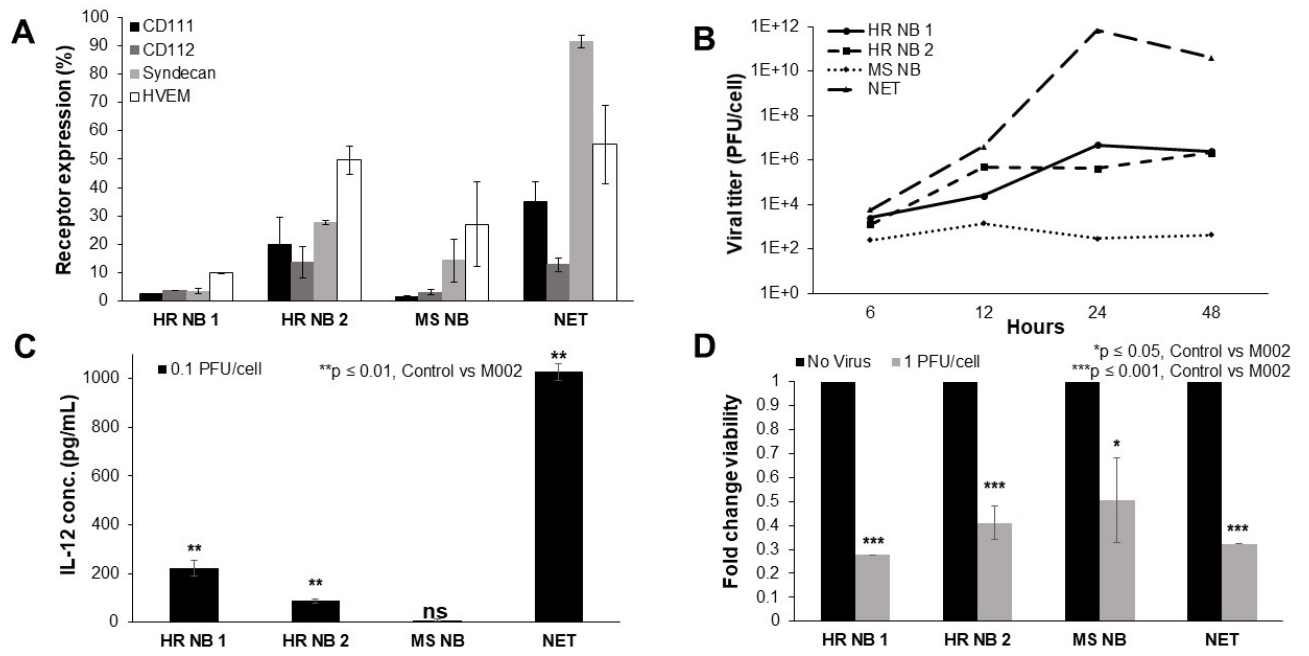 A
Receptor expression (%)
100
90
80
70
60
50
40
30
20
10
0
CD111
CD112
Syndecan
HVEM
HR NB 1 HR NB 2 MS NB NET
B
Viral titer (PFU/cell)
1E+12
1E+10
1E+8
1E+6
1E+4
1E+2
1E+0
HR NB 1
HR NB 2
MS NB
NET
6 12 24 48
Hours
C
IL-12 conc. (pg/mL)
1000
800
600
400
200
0
0.1 PFU/cell
**p ≤ 0.01, Control vs M002
** ** ns **
HR NB 1 HR NB 2 MS NB NET
D
No Virus 1 PFU/cell
*p ≤ 0.05, Control vs M002
***p ≤ 0.001, Control vs M002
Fold change viability
1
0.9
0.8
0.7
0.6
0.5
0.4
0.3
0.2
0.1
0
*** *** * ***
HR NB 1 HR NB 2 MS NB NET